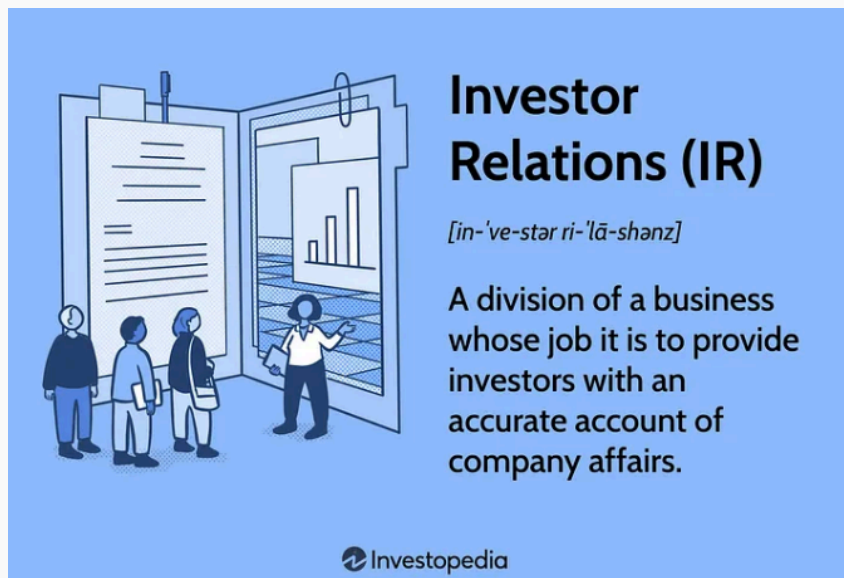 Investor
Relations (IR)
[in-ˈve-stər ri-ˈlā-shənz]
A division of a business
whose job it is to provide
investors with an
accurate account of
company affairs.
Investopedia